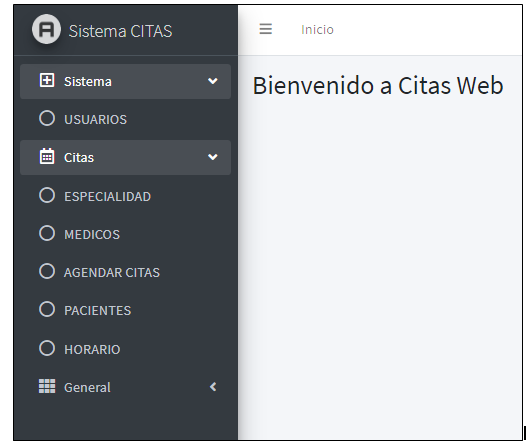 Sistema CITAS
Inicio
Bienvenido a Citas Web
Sistema
USUARIOS
Citas
ESPECIALIDAD
MEDICOS
AGENDAR CITAS
PACIENTES
HORARIO
General